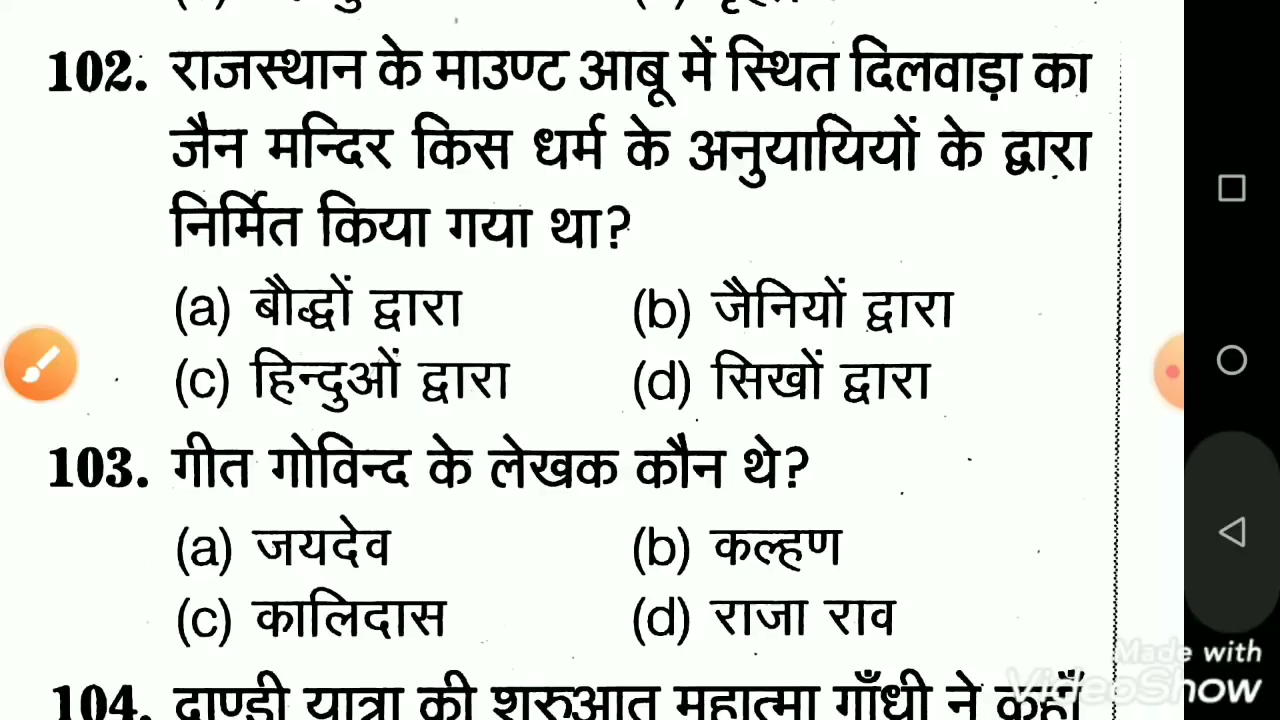 102. राजस्थान के माउण्ट आबू में स्थित दिलवाड़ा का
जैन मन्दिर किस धर्म के अनुयायियों के द्वारा
निर्मित किया गया था?
(a) बौद्धों द्वारा (b) जैनियों द्वारा
(c) हिन्दुओं द्वारा (d) सिखों द्वारा
103. गीत गोविन्द के लेखक कौन थे?
(a) जयदेव (b) कल्हण
(c) कालिदास (d) राजा राव
104. दाण्डी यात्रा की शुरुआत महात्मा गाँधी ने कहाँ
Made with
VideoShow